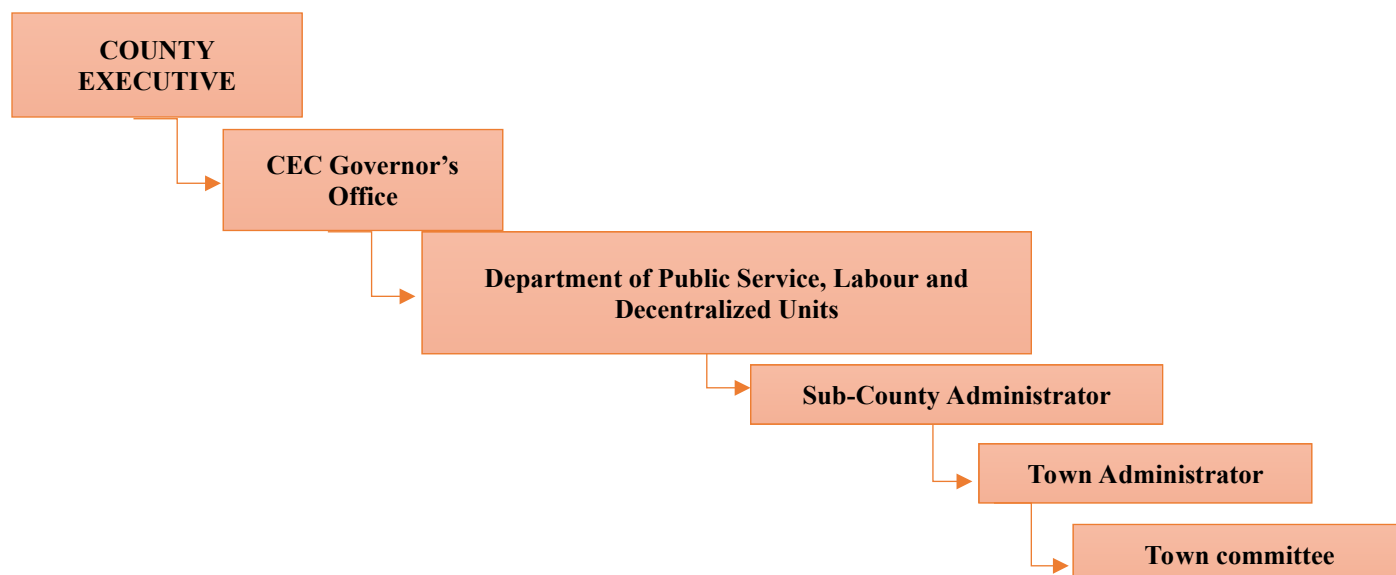 COUNTY
EXECUTIVE
CEC Governor’s
Office
Department of Public Service, Labour and
Decentralized Units
Sub-County Administrator
Town Administrator
Town committee